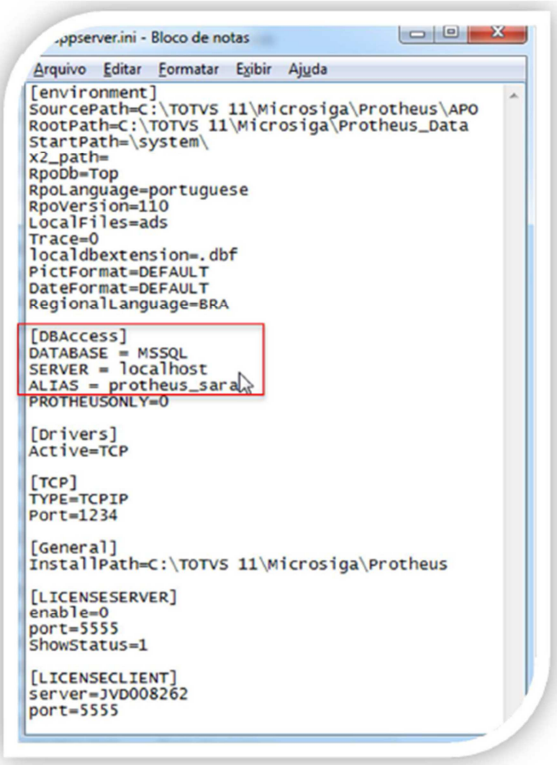 appserver.ini - Bloco de notas
Arquivo Editar Formatar Exibir Ajuda
[environment]
SourcePath=C:\TOTVS 11\Microsiga\Protheus\APO
RootPath=C:\TOTVS 11\Microsiga\Protheus_Data
StartPath=\system\
x2_path=
RpoDb=Top
RpoLanguage=portuguese
RpoVersion=110
LocalFiles=ads
Trace=0
localdbextension=.dbf
PictFormat=DEFAULT
DateFormat=DEFAULT
RegionalLanguage=BRA
[DBAccess]
DATABASE = MSSQL
SERVER = localhost
ALIAS = protheus_sara
PROTHEUSONLY=0
[Drivers]
Active=TCP
[TCP]
TYPE=TCPIP
Port=1234
[General]
InstallPath=C:\TOTVS 11\Microsiga\Protheus
[LICENSESERVER]
enable=0
port=5555
ShowStatus=1
[LICENSECLIENT]
server=JVD008262
port=5555